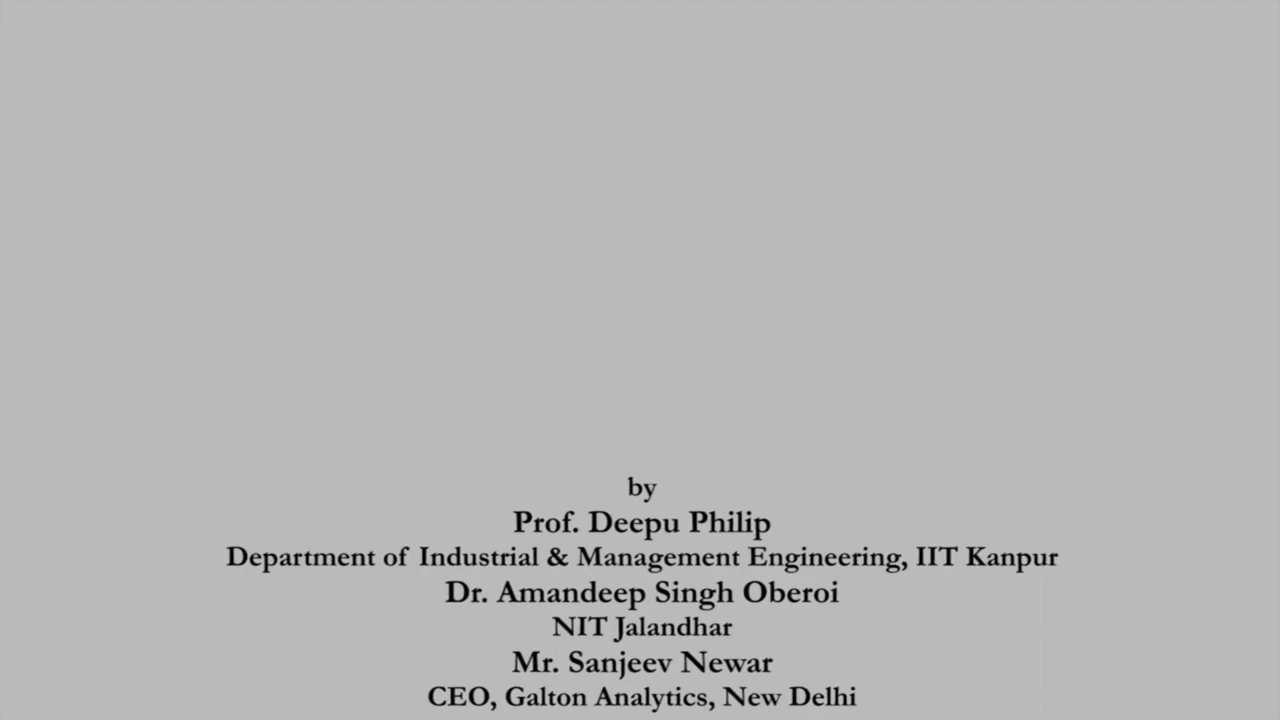 by
Prof. Deepu Philip
Department of Industrial & Management Engineering, IIT Kanpur
Dr. Amandeep Singh Oberoi
NIT Jalandhar
Mr. Sanjeev Newar
CEO, Galton Analytics, New Delhi